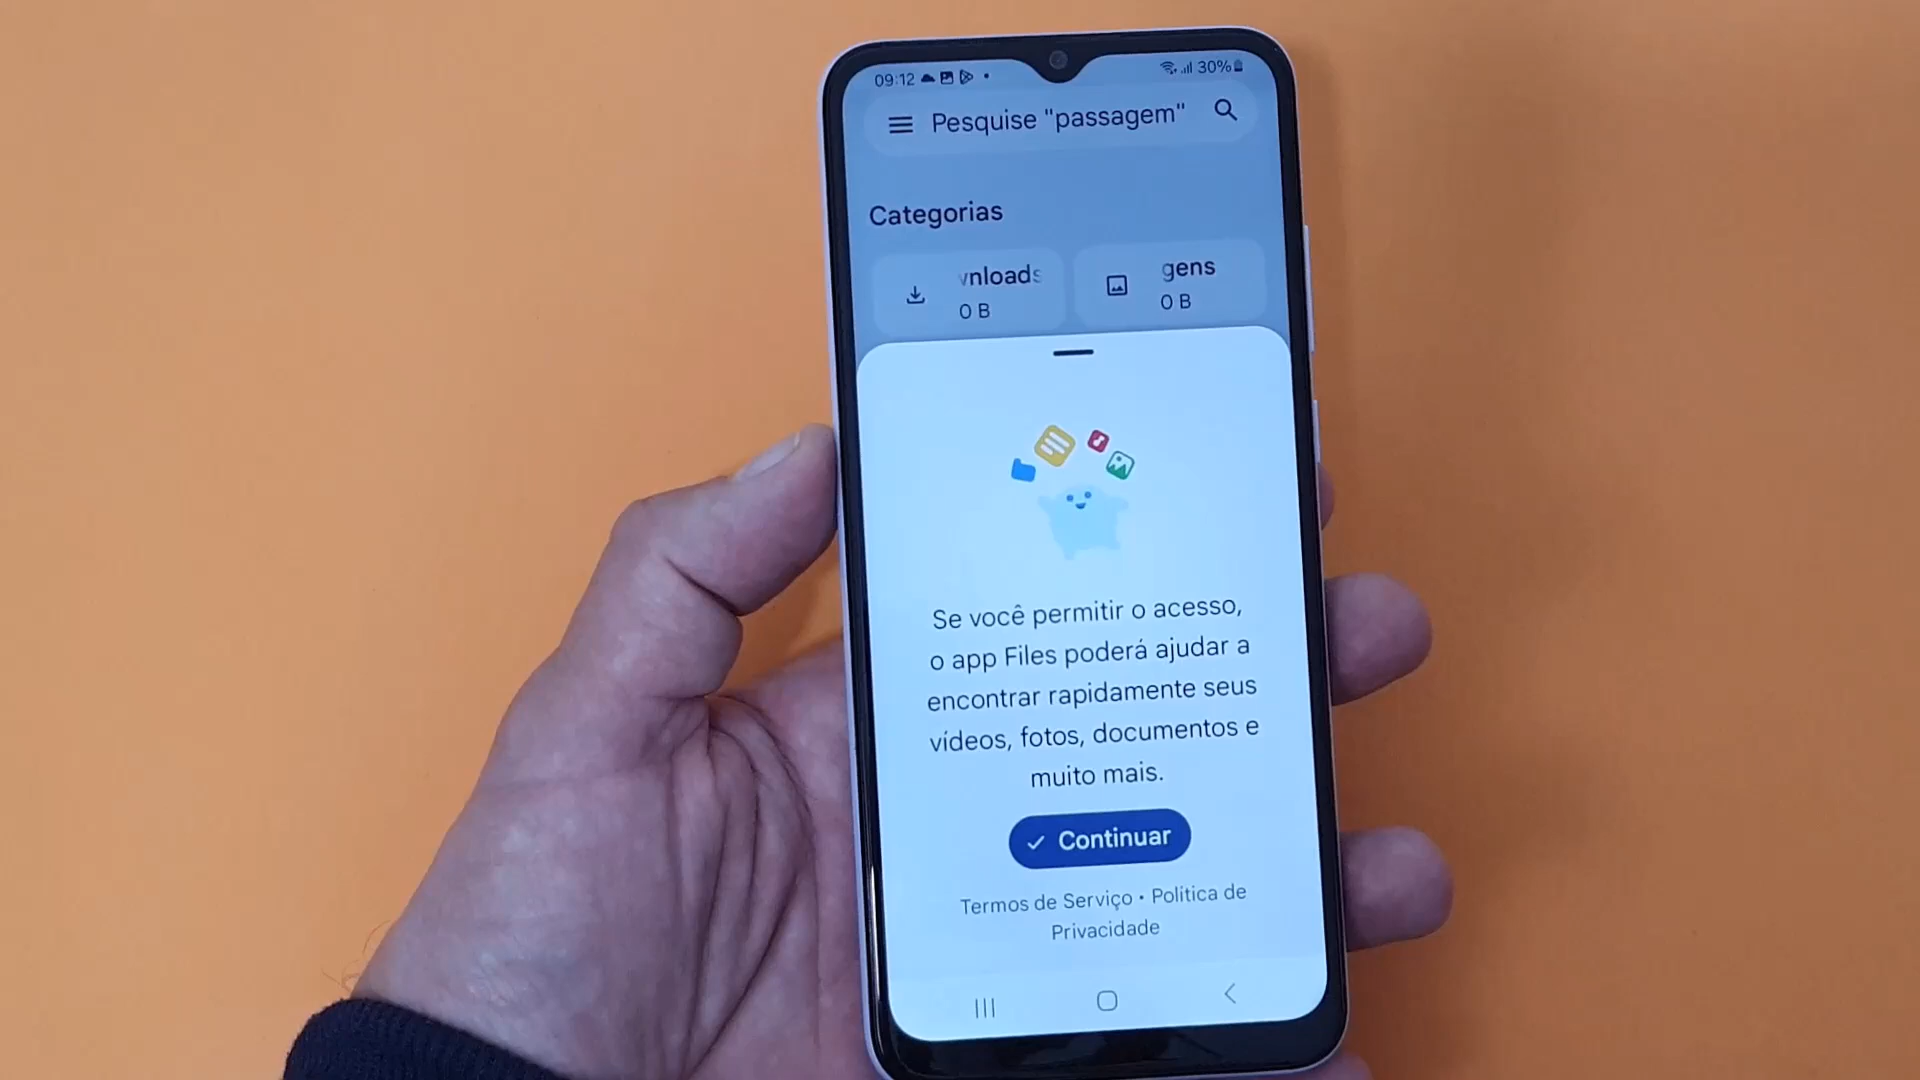 09:12 30%
Pesquise "passagem"
Categorias
vnloads gens
0 B 0 B
Se você permitir o acesso,
o app Files poderá ajudar a
encontrar rapidamente seus
vídeos, fotos, documentos e
muito mais.
Continuar
Termos de Serviço • Política de
Privacidade